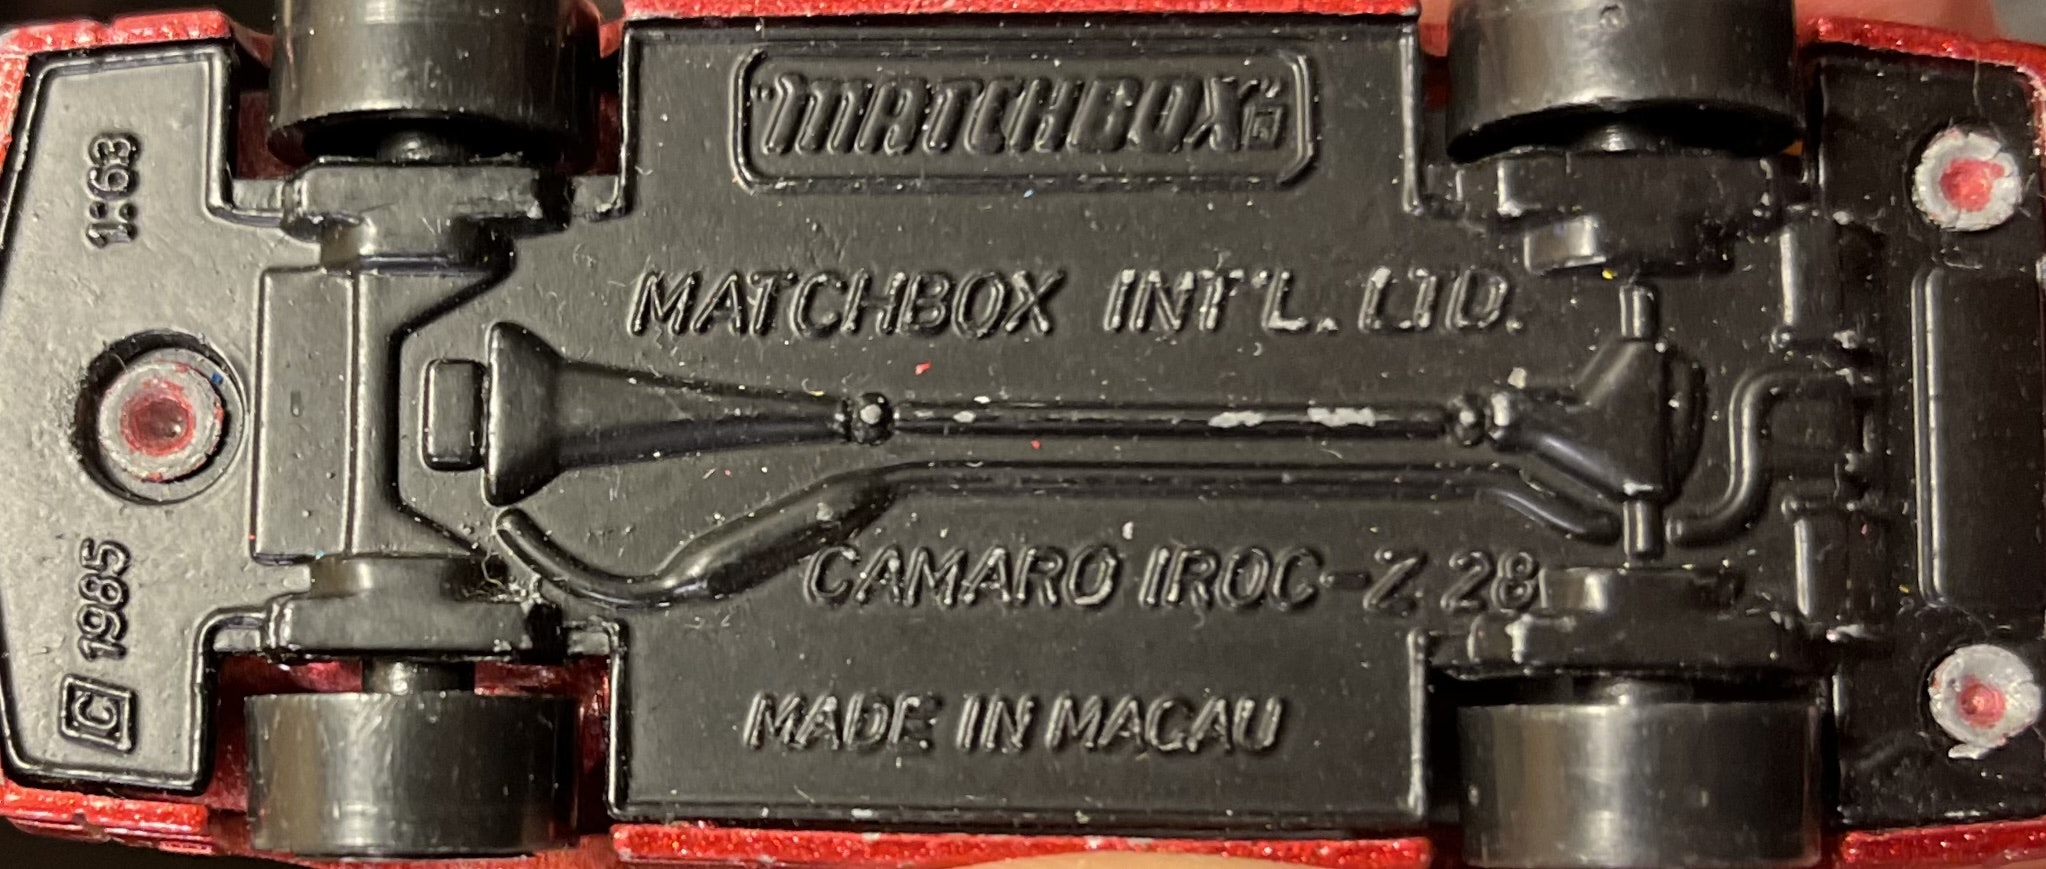 1:63
© 1985
"MATCHBOX"®
MATCHBOX INT'L. LTD.
CAMARO IROC-Z 28
MADE IN MACAU